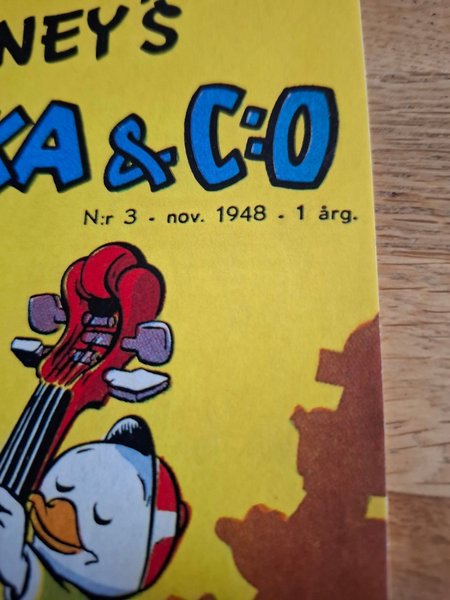 NEY'S
KA & C:O
N:r 3 - nov. 1948 - 1 årg.